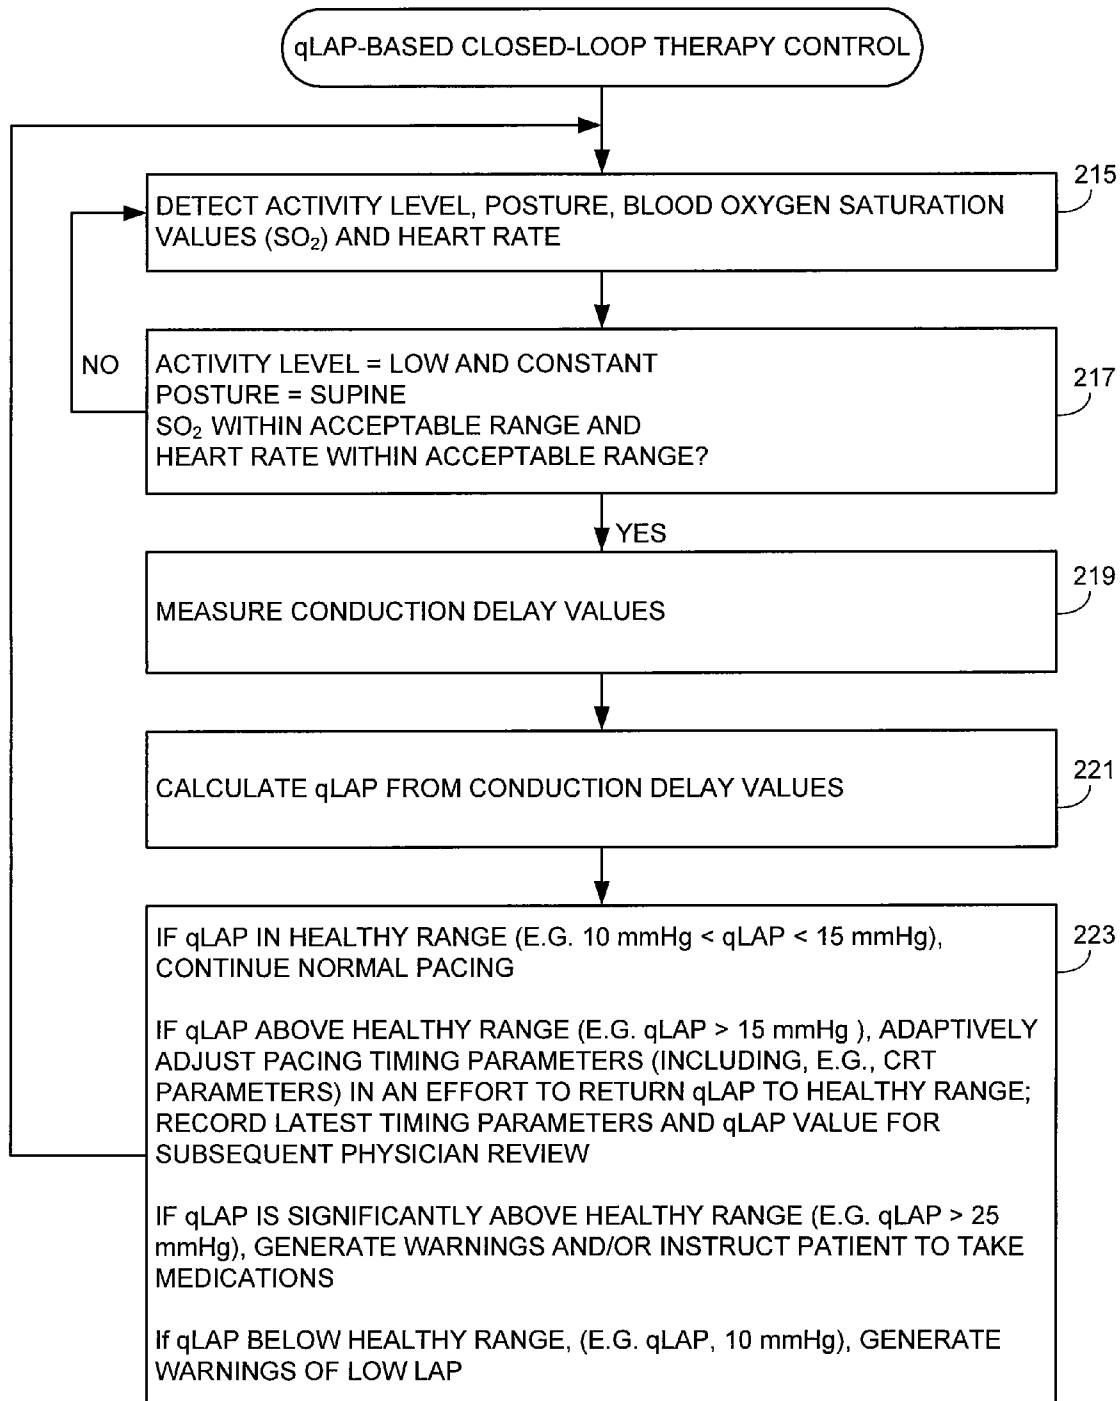 qLAP-BASED CLOSED-LOOP THERAPY CONTROL
215
DETECT ACTIVITY LEVEL, POSTURE, BLOOD OXYGEN SATURATION
VALUES (SO₂) AND HEART RATE
NO
ACTIVITY LEVEL = LOW AND CONSTANT
POSTURE = SUPINE
SO₂ WITHIN ACCEPTABLE RANGE AND
HEART RATE WITHIN ACCEPTABLE RANGE?
217
YES
219
MEASURE CONDUCTION DELAY VALUES
221
CALCULATE qLAP FROM CONDUCTION DELAY VALUES
223
IF qLAP IN HEALTHY RANGE (E.G. 10 mmHg < qLAP < 15 mmHg),
CONTINUE NORMAL PACING
IF qLAP ABOVE HEALTHY RANGE (E.G. qLAP > 15 mmHg ), ADAPTIVELY
ADJUST PACING TIMING PARAMETERS (INCLUDING, E.G., CRT
PARAMETERS) IN AN EFFORT TO RETURN qLAP TO HEALTHY RANGE;
RECORD LATEST TIMING PARAMETERS AND qLAP VALUE FOR
SUBSEQUENT PHYSICIAN REVIEW
IF qLAP IS SIGNIFICANTLY ABOVE HEALTHY RANGE (E.G. qLAP > 25
mmHg), GENERATE WARNINGS AND/OR INSTRUCT PATIENT TO TAKE
MEDICATIONS
If qLAP BELOW HEALTHY RANGE, (E.G. qLAP, 10 mmHg), GENERATE
WARNINGS OF LOW LAP